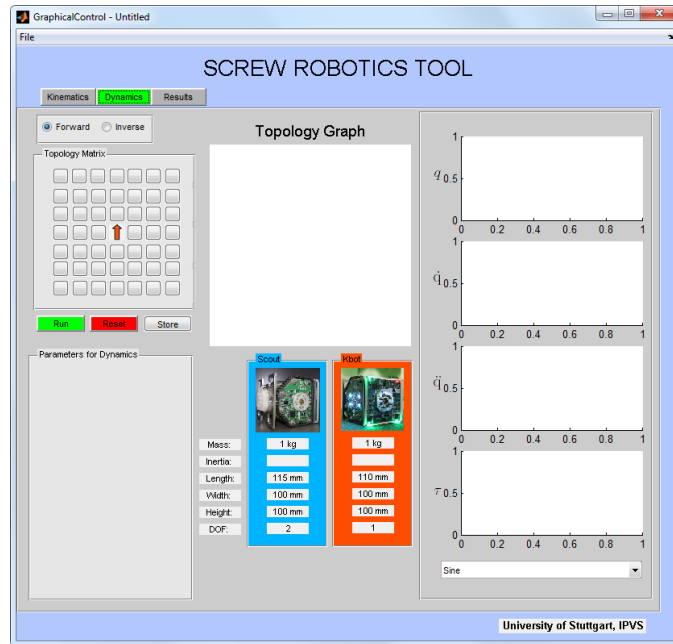 GraphicalControl - Untitled
File
SCREW ROBOTICS TOOL
Kinematics Dynamics Results
Forward Inverse
Topology Matrix
Run Reset Store
Parameters for Dynamics
Topology Graph
Scout Kbot
Mass: 1 kg 1 kg
Inertia:
Length: 115 mm 110 mm
Width: 100 mm 100 mm
Height: 100 mm 100 mm
DOF: 2 1
1
q 0.5
0
0 0.2 0.4 0.6 0.8 1
1
q̇ 0.5
0
0 0.2 0.4 0.6 0.8 1
1
q̈ 0.5
0
0 0.2 0.4 0.6 0.8 1
1
τ 0.5
0
0 0.2 0.4 0.6 0.8 1
Sine
University of Stuttgart, IPVS